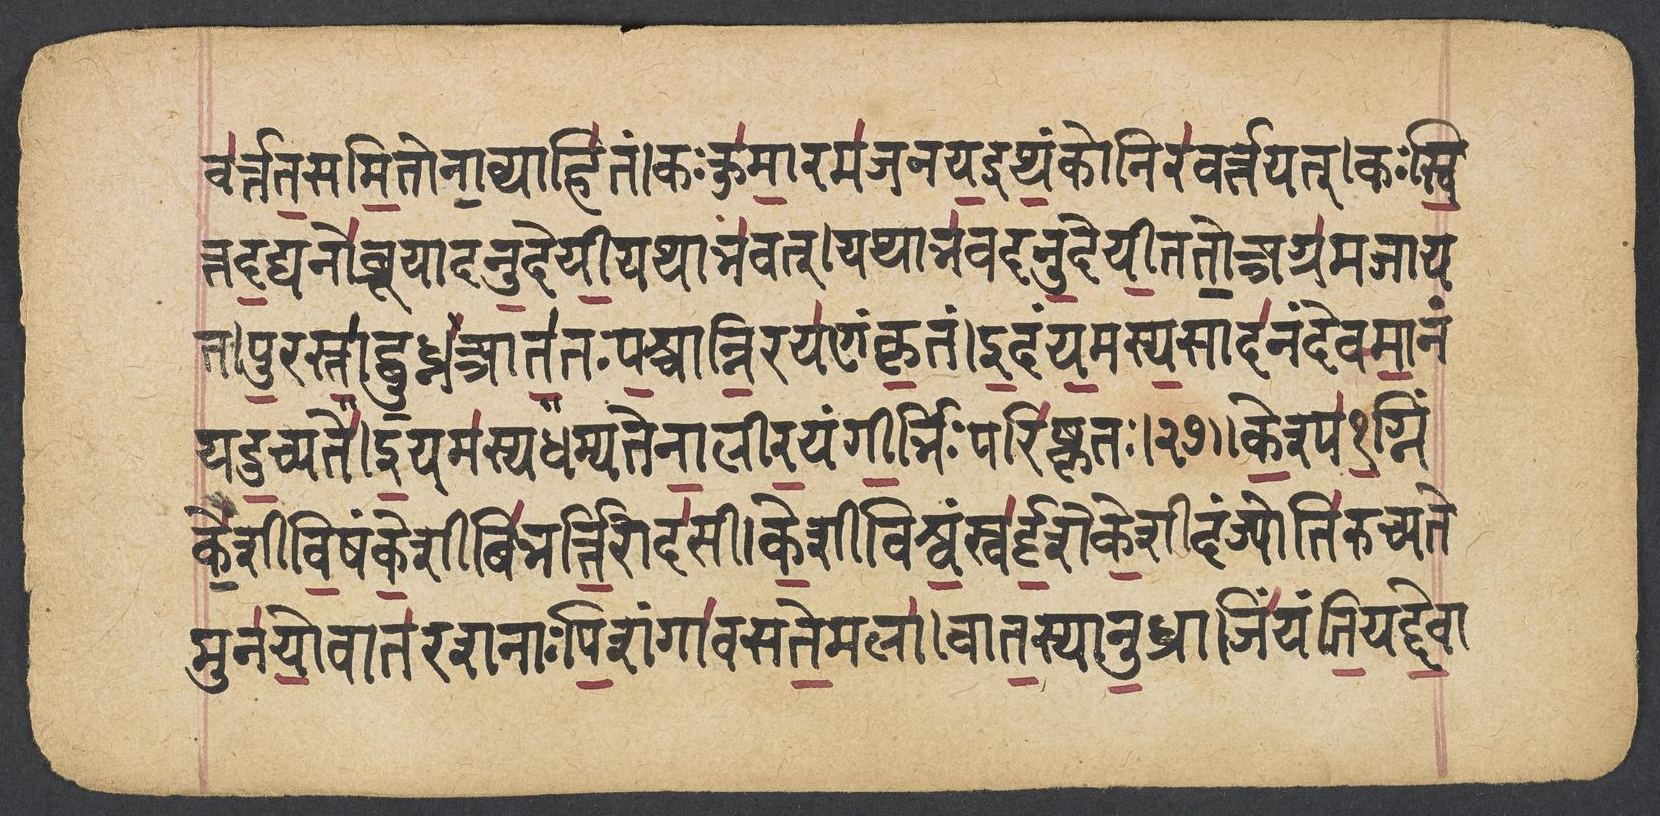 वर्त्ततसमितोनाव्याहितं।कःकुमारमजनयद्रथंकोनिरवर्त्तयत्।कःस्वि
त्तदद्यनोब्रूयादनुदेयीयथाभवत्।यथाभवदनुदेयीततोअग्रमजाय
त।पुरस्ताद्बुध्नआततःपश्चान्निरयणंकृतं।इदंयमस्यसादनंदेवमानं
यदुच्यते।इयमस्यधम्यतेनालीरयंगीर्भिःपरिष्कृतः।२७॥केश्य१ग्निं
केशीविषंकेशीबिभर्त्तिरोदसी।केशीविश्वंस्वर्दृशेकेशीदंज्योतिरुच्यते
मुनयोवातरशनाःपिशंगावसतेमला।वातस्यानुध्राजिंयंतियद्देवा